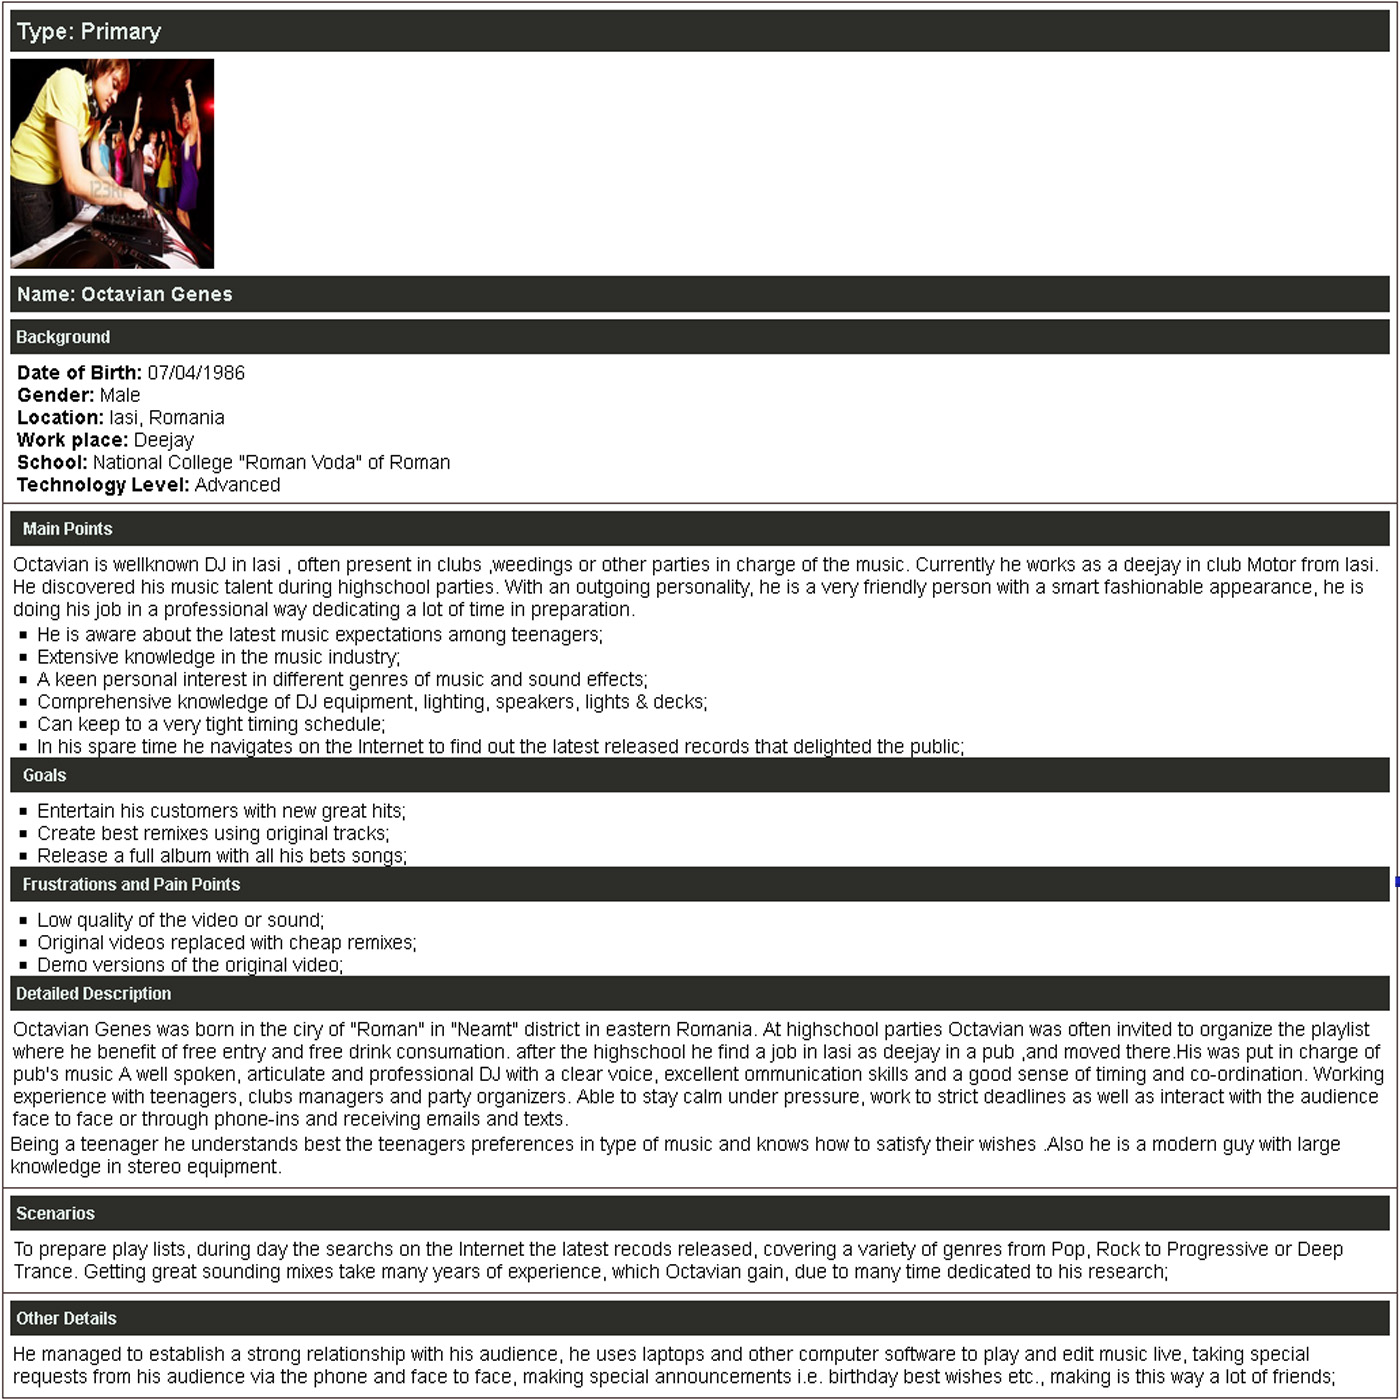 Type: Primary
Name: Octavian Genes
Background
Date of Birth: 07/04/1986
Gender: Male
Location: Iasi, Romania
Work place: Deejay
School: National College "Roman Voda" of Roman
Technology Level: Advanced
Main Points
Octavian is wellknown DJ in Iasi , often present in clubs ,weedings or other parties in charge of the music. Currently he works as a deejay in club Motor from Iasi.
He discovered his music talent during highschool parties. With an outgoing personality, he is a very friendly person with a smart fashionable appearance, he is
doing his job in a professional way dedicating a lot of time in preparation.
▪ He is aware about the latest music expectations among teenagers;
▪ Extensive knowledge in the music industry;
▪ A keen personal interest in different genres of music and sound effects;
▪ Comprehensive knowledge of DJ equipment, lighting, speakers, lights & decks;
▪ Can keep to a very tight timing schedule;
▪ In his spare time he navigates on the Internet to find out the latest released records that delighted the public;
Goals
▪ Entertain his customers with new great hits;
▪ Create best remixes using original tracks;
▪ Release a full album with all his bets songs;
Frustrations and Pain Points
▪ Low quality of the video or sound;
▪ Original videos replaced with cheap remixes;
▪ Demo versions of the original video;
Detailed Description
Octavian Genes was born in the ciry of "Roman" in "Neamt" district in eastern Romania. At highschool parties Octavian was often invited to organize the playlist
where he benefit of free entry and free drink consumation. after the highschool he find a job in Iasi as deejay in a pub ,and moved there.His was put in charge of
pub's music A well spoken, articulate and professional DJ with a clear voice, excellent ommunication skills and a good sense of timing and co-ordination. Working
experience with teenagers, clubs managers and party organizers. Able to stay calm under pressure, work to strict deadlines as well as interact with the audience
face to face or through phone-ins and receiving emails and texts.
Being a teenager he understands best the teenagers preferences in type of music and knows how to satisfy their wishes .Also he is a modern guy with large
knowledge in stereo equipment.
Scenarios
To prepare play lists, during day the searchs on the Internet the latest recods released, covering a variety of genres from Pop, Rock to Progressive or Deep
Trance. Getting great sounding mixes take many years of experience, which Octavian gain, due to many time dedicated to his research;
Other Details
He managed to establish a strong relationship with his audience, he uses laptops and other computer software to play and edit music live, taking special
requests from his audience via the phone and face to face, making special announcements i.e. birthday best wishes etc., making is this way a lot of friends;